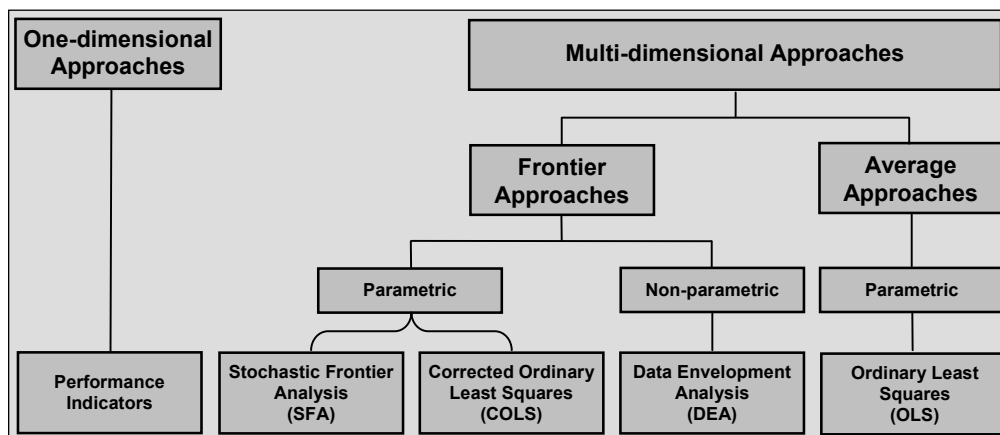 One-dimensional
Approaches
Multi-dimensional Approaches
Frontier
Approaches
Average
Approaches
Parametric
Non-parametric
Parametric
Performance
Indicators
Stochastic Frontier
Analysis
(SFA)
Corrected Ordinary
Least Squares
(COLS)
Data Envelopment
Analysis
(DEA)
Ordinary Least
Squares
(OLS)